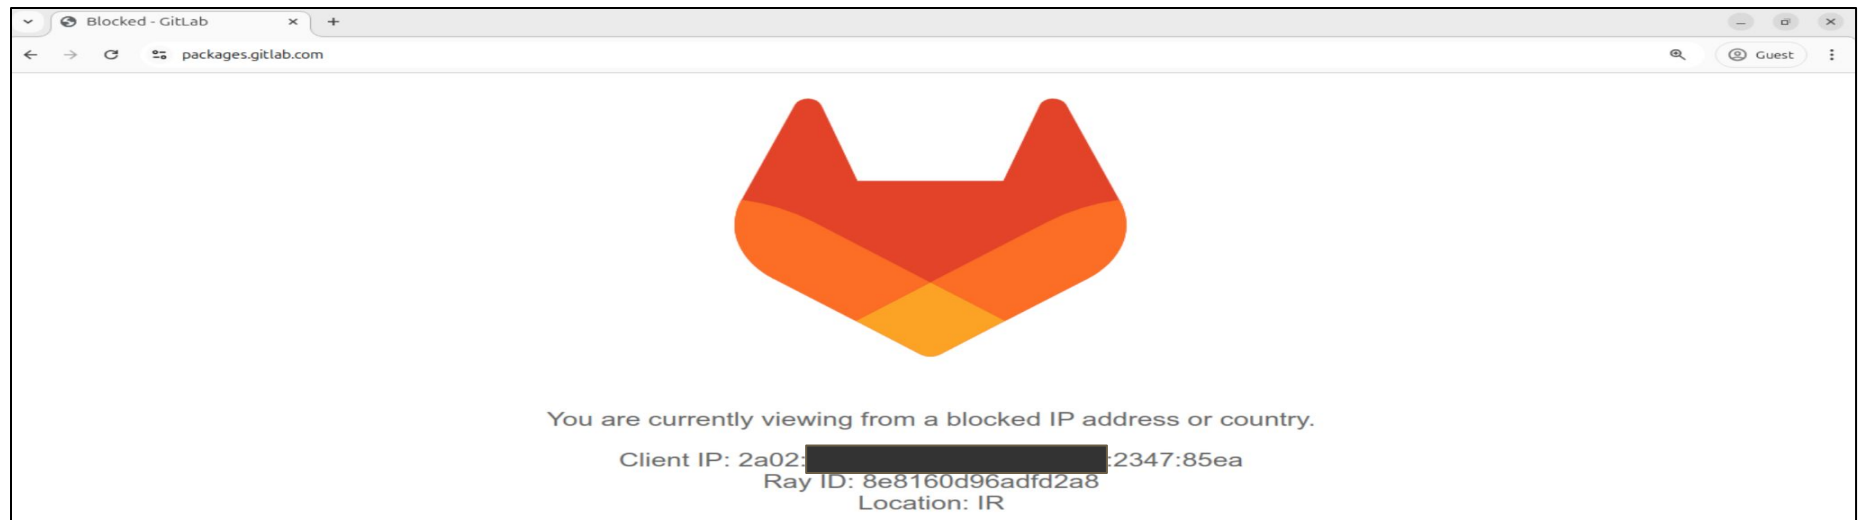 Blocked - GitLab
packages.gitlab.com
Guest
You are currently viewing from a blocked IP address or country.
Client IP: 2a02: :2347:85ea
Ray ID: 8e8160d96adfd2a8
Location: IR